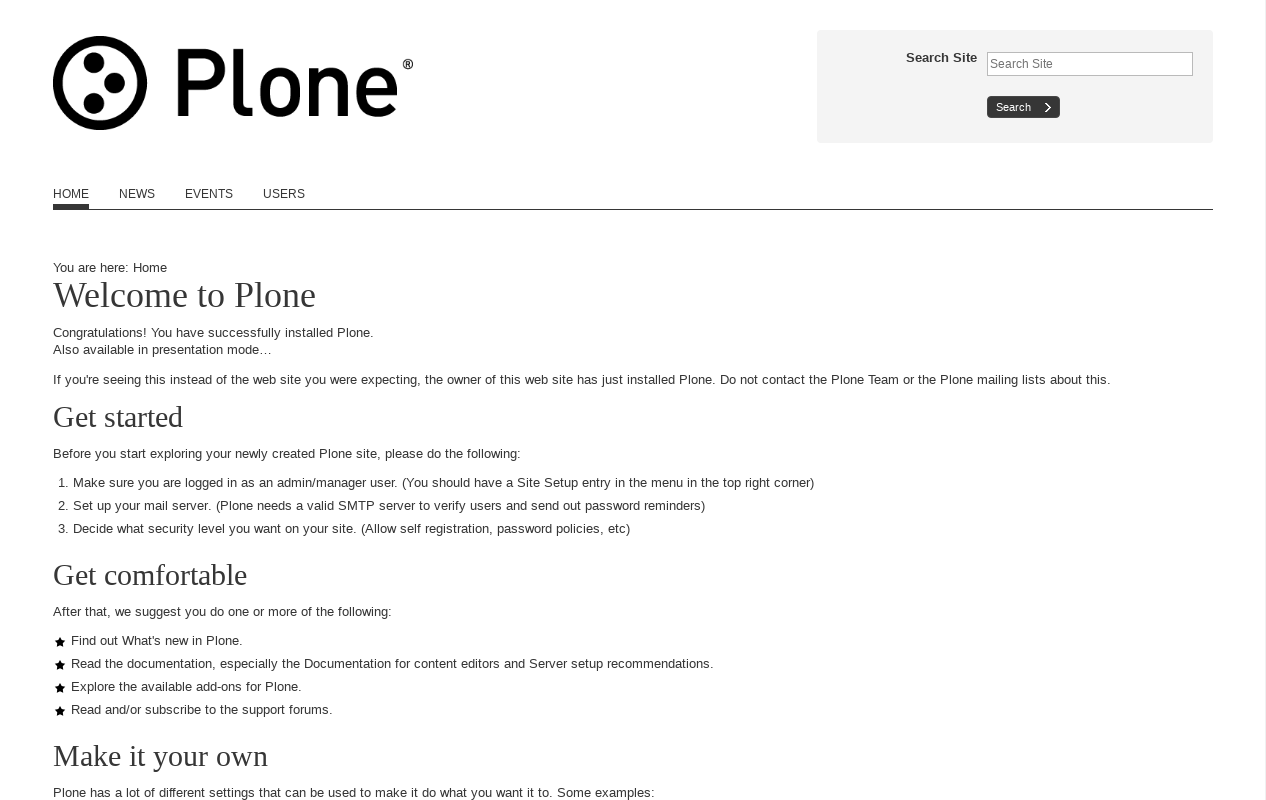 Plone®
Search Site
Search Site
Search
HOME NEWS EVENTS USERS
You are here: Home
Welcome to Plone
Congratulations! You have successfully installed Plone.
Also available in presentation mode…
If you're seeing this instead of the web site you were expecting, the owner of this web site has just installed Plone. Do not contact the Plone Team or the Plone mailing lists about this.
Get started
Before you start exploring your newly created Plone site, please do the following:
1. Make sure you are logged in as an admin/manager user. (You should have a Site Setup entry in the menu in the top right corner)
2. Set up your mail server. (Plone needs a valid SMTP server to verify users and send out password reminders)
3. Decide what security level you want on your site. (Allow self registration, password policies, etc)
Get comfortable
After that, we suggest you do one or more of the following:
Find out What's new in Plone.
Read the documentation, especially the Documentation for content editors and Server setup recommendations.
Explore the available add-ons for Plone.
Read and/or subscribe to the support forums.
Make it your own
Plone has a lot of different settings that can be used to make it do what you want it to. Some examples: